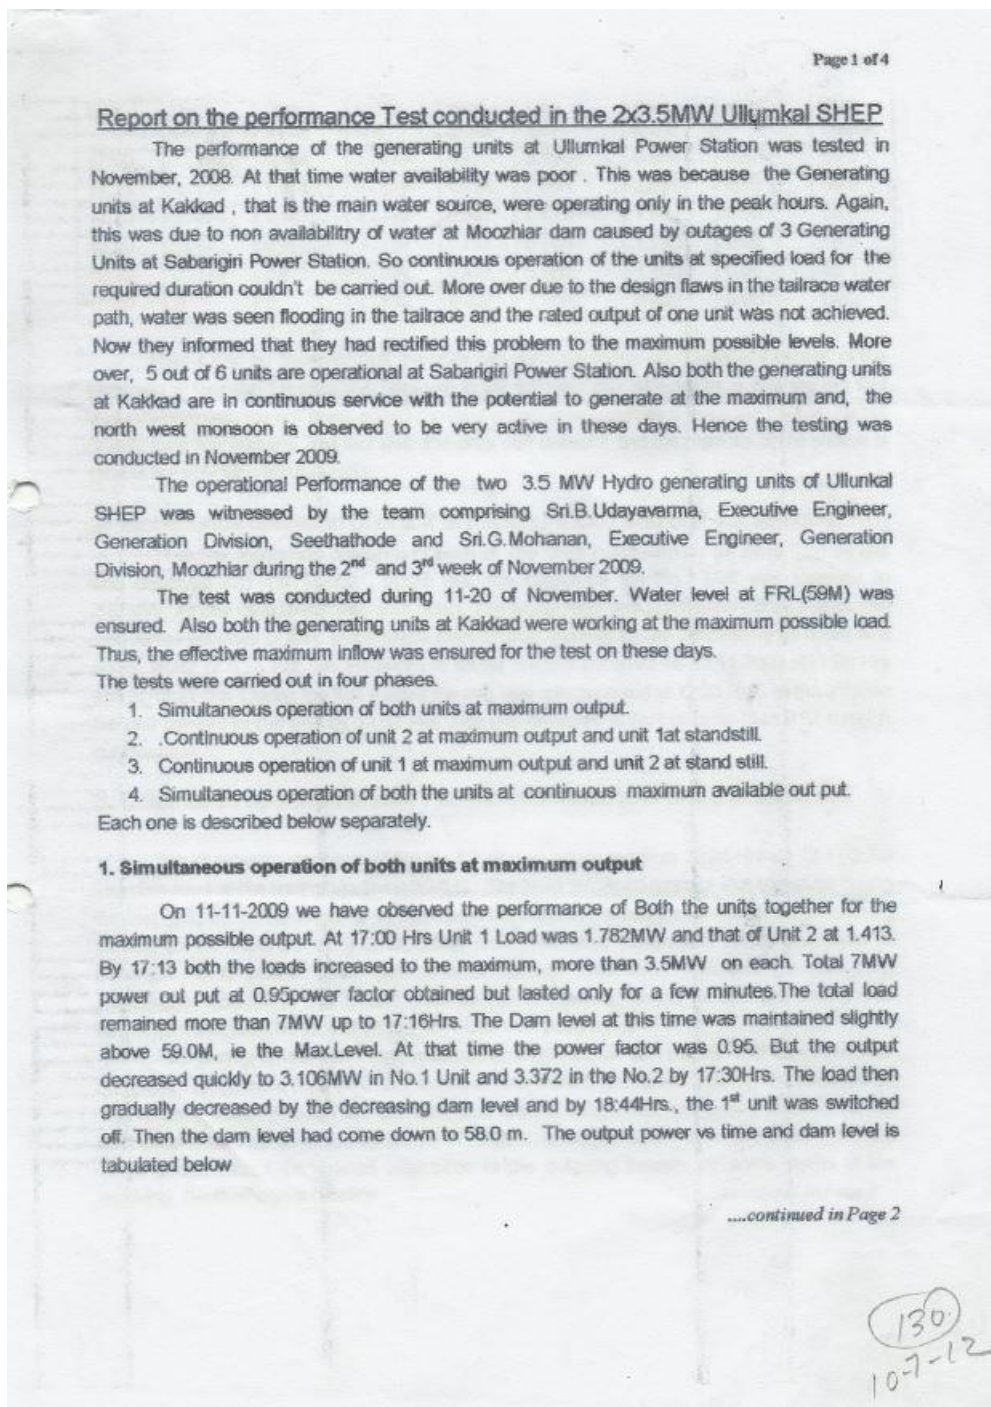 Page 1 of 4
Report on the performance Test conducted in the 2x3.5MW Ullumkal SHEP
The performance of the generating units at Ullumkal Power Station was tested in
November, 2008. At that time water availability was poor . This was because the Generating
units at Kakkad , that is the main water source, were operating only in the peak hours. Again,
this was due to non availabilitry of water at Moozhiar dam caused by outages of 3 Generating
Units at Sabarigiri Power Station. So continuous operation of the units at specified load for the
required duration couldn't be carried out. More over due to the design flaws in the tailrace water
path, water was seen flooding in the tailrace and the rated output of one unit was not achieved.
Now they informed that they had rectified this problem to the maximum possible levels. More
over, 5 out of 6 units are operational at Sabarigiri Power Station. Also both the generating units
at Kakkad are in continuous service with the potential to generate at the maximum and, the
north west monsoon is observed to be very active in these days. Hence the testing was
conducted in November 2009.
The operational Performance of the two 3.5 MW Hydro generating units of Ullunkal
SHEP was witnessed by the team comprising Sri.B.Udayavarma, Executive Engineer,
Generation Division, Seethathode and Sri.G.Mohanan, Executive Engineer, Generation
Division, Moozhiar during the 2nd and 3rd week of November 2009.
The test was conducted during 11-20 of November. Water level at FRL(59M) was
ensured. Also both the generating units at Kakkad were working at the maximum possible load.
Thus, the effective maximum inflow was ensured for the test on these days.
The tests were carried out in four phases.
1. Simultaneous operation of both units at maximum output.
2. .Continuous operation of unit 2 at maximum output and unit 1at standstill.
3. Continuous operation of unit 1 at maximum output and unit 2 at stand still.
4. Simultaneous operation of both the units at continuous maximum available out put.
Each one is described below separately.
1. Simultaneous operation of both units at maximum output
On 11-11-2009 we have observed the performance of Both the units together for the
maximum possible output. At 17:00 Hrs Unit 1 Load was 1.782MW and that of Unit 2 at 1.413.
By 17:13 both the loads increased to the maximum, more than 3.5MW on each. Total 7MW
power out put at 0.95power factor obtained but lasted only for a few minutes.The total load
remained more than 7MW up to 17:16Hrs. The Dam level at this time was maintained slightly
above 59.0M, ie the Max.Level. At that time the power factor was 0.95. But the output
decreased quickly to 3.106MW in No.1 Unit and 3.372 in the No.2 by 17:30Hrs. The load then
gradually decreased by the decreasing dam level and by 18:44Hrs., the 1st unit was switched
off. Then the dam level had come down to 58.0 m. The output power vs time and dam level is
tabulated below
....continued in Page 2
130
10-7-12